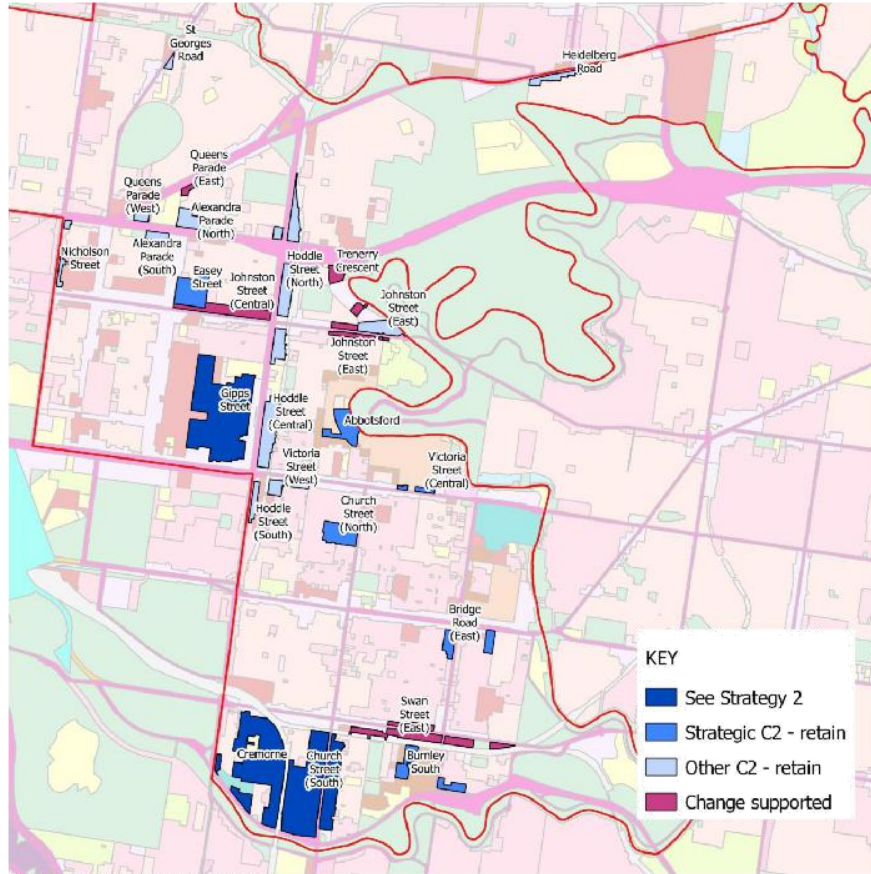 St
Georges
Road
Heidelberg
Road
Queens
Parade
(East)
Queens
Parade
(West)
Alexandra
Parade
(North)
Nicholson
Street
Alexandra
Parade
(South)
Easey
Street
Johnston
Street
(Central)
Hoddle
Street
(North)
Trenerry
Crescent
Johnston
Street
(East)
Johnston
Street
(East)
Gipps
Street
Hoddle
Street
(Central)
Abbotsford
Victoria
Street
(West)
Victoria
Street
(Central)
Hoddle
Street
(South)
Church
Street
(North)
Bridge
Road
(East)
Swan
Street
(East)
Cremorne
Church
Street
(South)
Burnley
South
KEY
See Strategy 2
Strategic C2 - retain
Other C2 - retain
Change supported